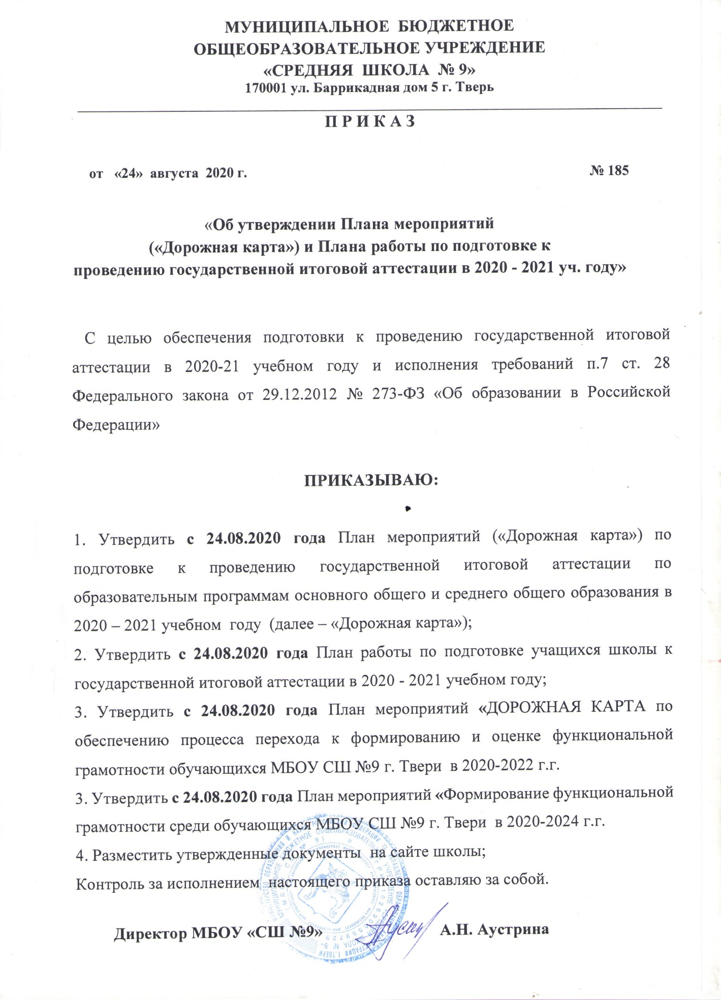 МУНИЦИПАЛЬНОЕ БЮДЖЕТНОЕ
ОБЩЕОБРАЗОВАТЕЛЬНОЕ УЧРЕЖДЕНИЕ
«СРЕДНЯЯ ШКОЛА № 9»
170001 ул. Баррикадная дом 5 г. Тверь
П Р И К А З
от «24» августа 2020 г. № 185
«Об утверждении Плана мероприятий
(«Дорожная карта») и Плана работы по подготовке к
проведению государственной итоговой аттестации в 2020 - 2021 уч. году»
С целью обеспечения подготовки к проведению государственной итоговой
аттестации в 2020-21 учебном году и исполнения требований п.7 ст. 28
Федерального закона от 29.12.2012 № 273-ФЗ «Об образовании в Российской
Федерации»
ПРИКАЗЫВАЮ:
1. Утвердить с 24.08.2020 года План мероприятий («Дорожная карта») по
подготовке к проведению государственной итоговой аттестации по
образовательным программам основного общего и среднего общего образования в
2020 – 2021 учебном году (далее – «Дорожная карта»);
2. Утвердить с 24.08.2020 года План работы по подготовке учащихся школы к
государственной итоговой аттестации в 2020 - 2021 учебном году;
3. Утвердить с 24.08.2020 года План мероприятий «ДОРОЖНАЯ КАРТА по
обеспечению процесса перехода к формированию и оценке функциональной
грамотности обучающихся МБОУ СШ №9 г. Твери в 2020-2022 г.г.
3. Утвердить с 24.08.2020 года План мероприятий «Формирование функциональной
грамотности среди обучающихся МБОУ СШ №9 г. Твери в 2020-2024 г.г.
4. Разместить утвержденные документы на сайте школы;
Контроль за исполнением настоящего приказа оставляю за собой.
Директор МБОУ «СШ №9» А.Н. Аустрина